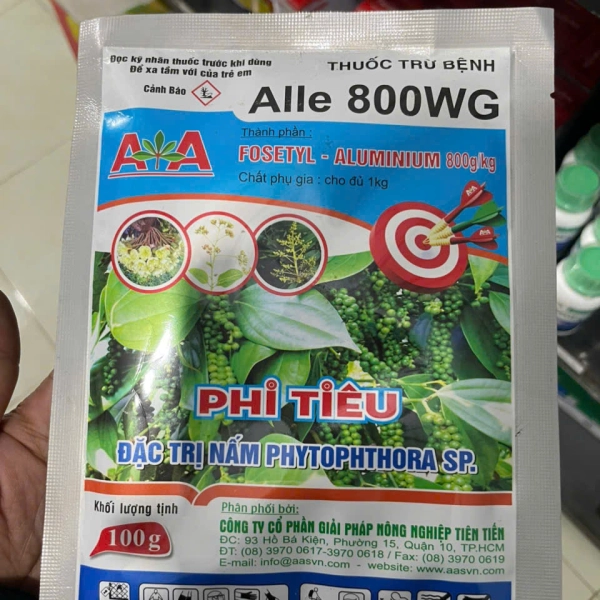 Đọc kỹ nhãn thuốc trước khi dùng
Để xa tầm với của trẻ em
Cảnh Báo
THUỐC TRỪ BỆNH
Alle 800WG
AA
Thành phần :
FOSETYL - ALUMINIUM 800g/kg
Chất phụ gia : cho đủ 1kg
PHI TIÊU
ĐẶC TRỊ NẤM PHYTOPHTHORA SP.
Khối lượng tịnh
100g
Phân phối bởi:
CÔNG TY CỔ PHẦN GIẢI PHÁP NÔNG NGHIỆP TIÊN TIẾN
ĐC: 93 Hồ Bá Kiện, Phường 15, Quận 10, TP.HCM
ĐT: (08) 3970 0617-3970 0618 / Fax: (08) 3970 0619
E-mail: info@aasvn.com - website: www.aasvn.com